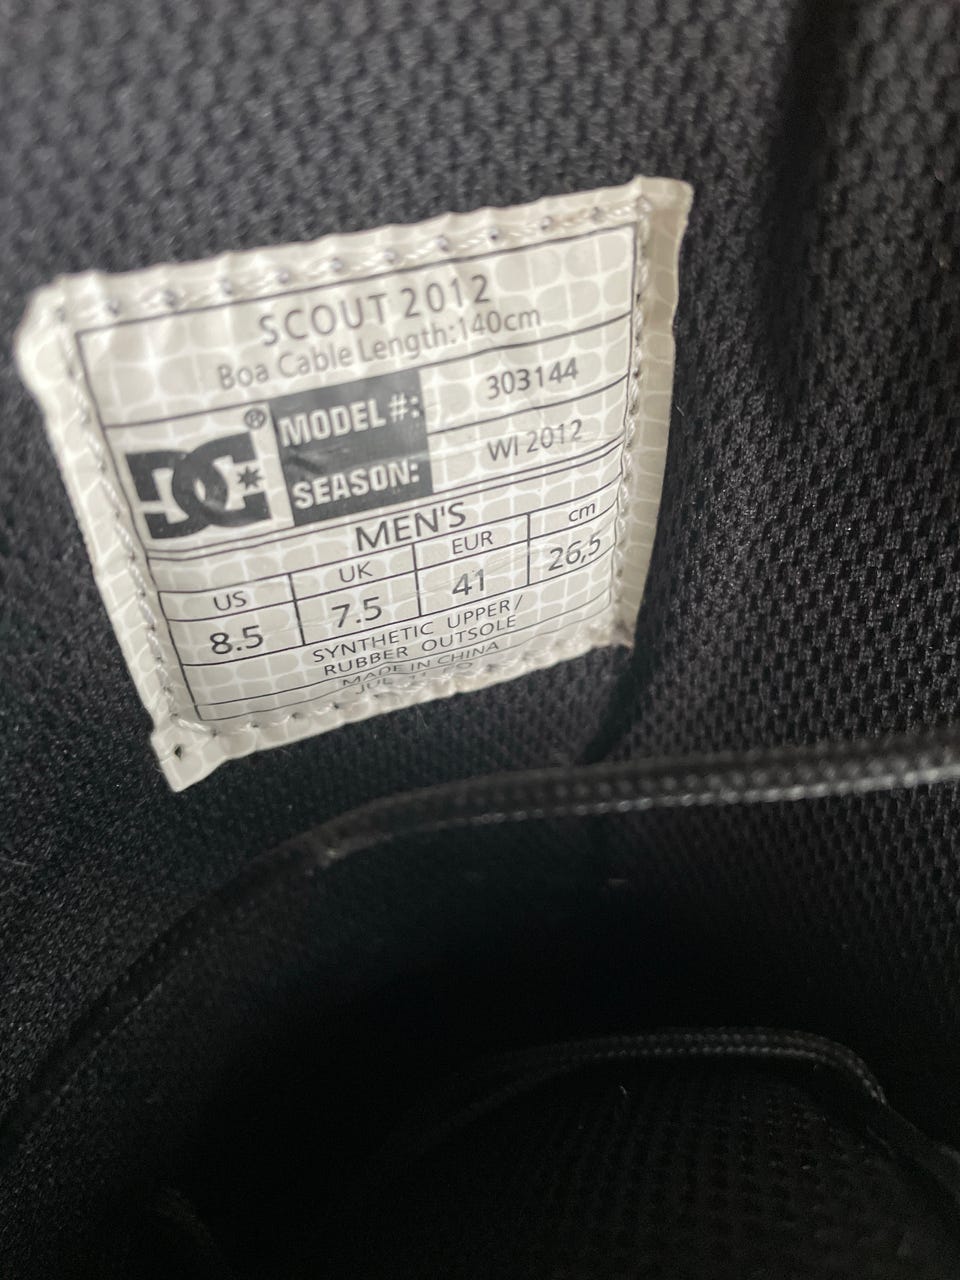 SCOUT 2012
Boa Cable Length:140cm
DC®
MODEL #: 303144
SEASON: WI 2012
MEN'S
US UK EUR cm
8.5 7.5 41 26,5
SYNTHETIC UPPER/
RUBBER OUTSOLE
MADE IN CHINA